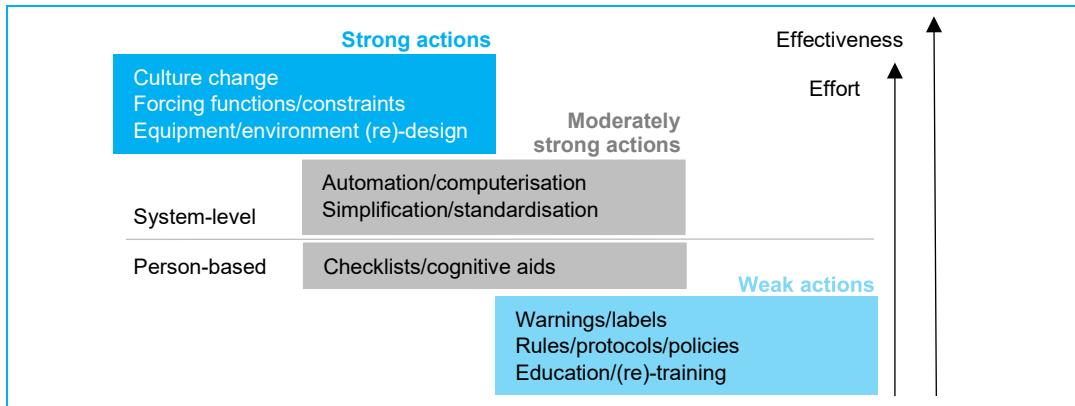 Strong actions
Effectiveness
Culture change
Forcing functions/constraints
Equipment/environment (re)-design
Effort
Moderately
strong actions
Automation/computerisation
Simplification/standardisation
System-level
Person-based
Checklists/cognitive aids
Weak actions
Warnings/labels
Rules/protocols/policies
Education/(re)-training